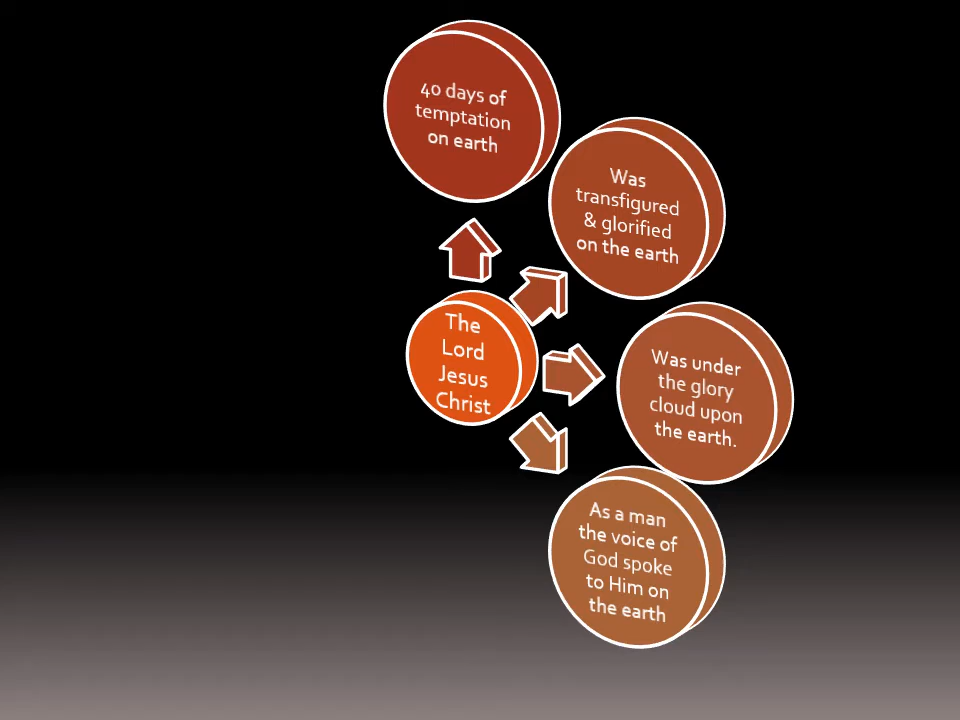 40 days of
temptation
on earth
Was
transfigured
& glorified
on the earth
The
Lord
Jesus
Christ
Was under
the glory
cloud upon
the earth.
As a man
the voice of
God spoke
to Him on
the earth